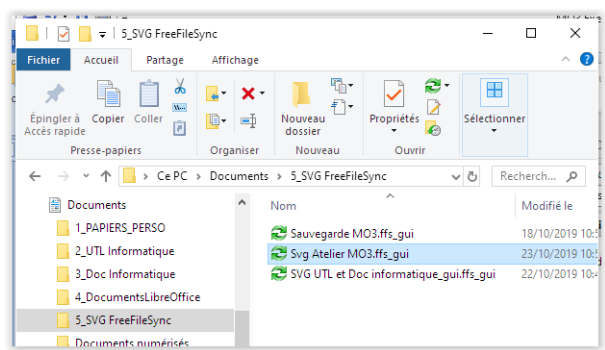 5_SVG FreeFileSync
Fichier Accueil Partage Affichage
Épingler à Accès rapide
Copier
Coller
Presse-papiers
Organiser
Nouveau dossier
Nouveau
Propriétés
Ouvrir
Sélectionner
Ce PC > Documents > 5_SVG FreeFileSync
Recherch...
Documents
1_PAPIERS_PERSO
2_UTL Informatique
3_Doc Informatique
4_DocumentsLibreOffice
5_SVG FreeFileSync
Documents numérisés
Nom Modifié le
Sauvegarde MO3.ffs_gui 18/10/2019 10:
Svg Atelier MO3.ffs_gui 23/10/2019 10:
SVG UTL et Doc informatique_gui.ffs_gui 22/10/2019 10: